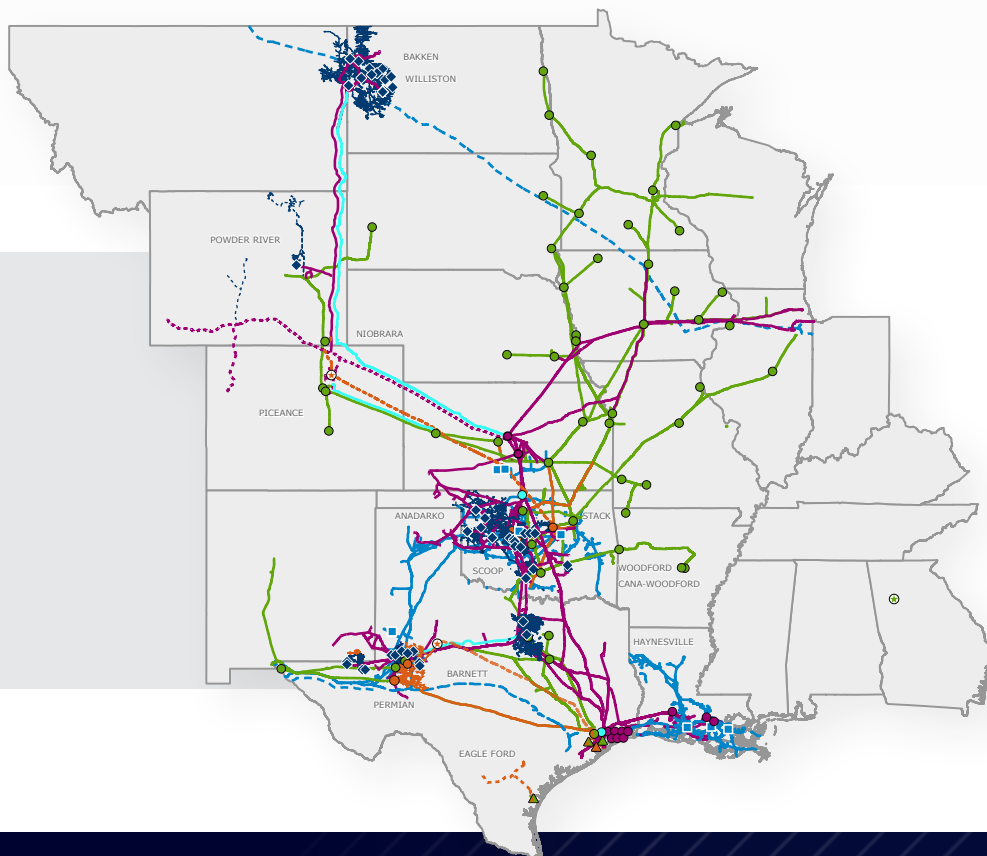 BAKKEN
WILLISTON
POWDER RIVER
NIOBRARA
PICEANCE
ANADARKO
STACK
SCOOP
WOODFORD
CANA-WOODFORD
HAYNESVILLE
BARNETT
PERMIAN
EAGLE FORD